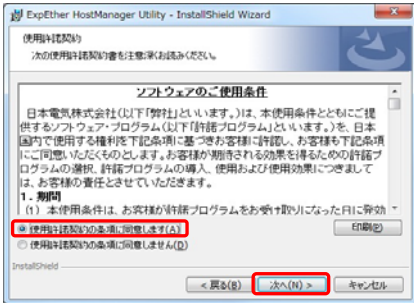 ExpEther HostManager Utility - InstallShield Wizard
使用許諾契約
次の使用許諾契約書を注意深くお読みください。
ソフトウェアのご使用条件
日本電気株式会社(以下「弊社」といいます。)は、本使用条件とともにご提
供するソフトウェア・プログラム(以下「許諾プログラム」といいます。)を、日本
国内で使用する権利を下記条項に基づきお客様に許諾し、お客様も下記条項
にご同意いただくものとします。お客様が期待される効果を得るための許諾プ
ログラムの選択、許諾プログラムの導入、使用および使用効果につきまして
は、お客様の責任とさせていただきます。
1. 期間
(1) 本使用条件は、お客様が許諾プログラムをお受け取りになった日に発効
使用許諾契約の条項に同意します(A)
印刷(P)
使用許諾契約の条項に同意しません(D)
InstallShield
< 戻る(B)
次へ(N) >
キャンセル